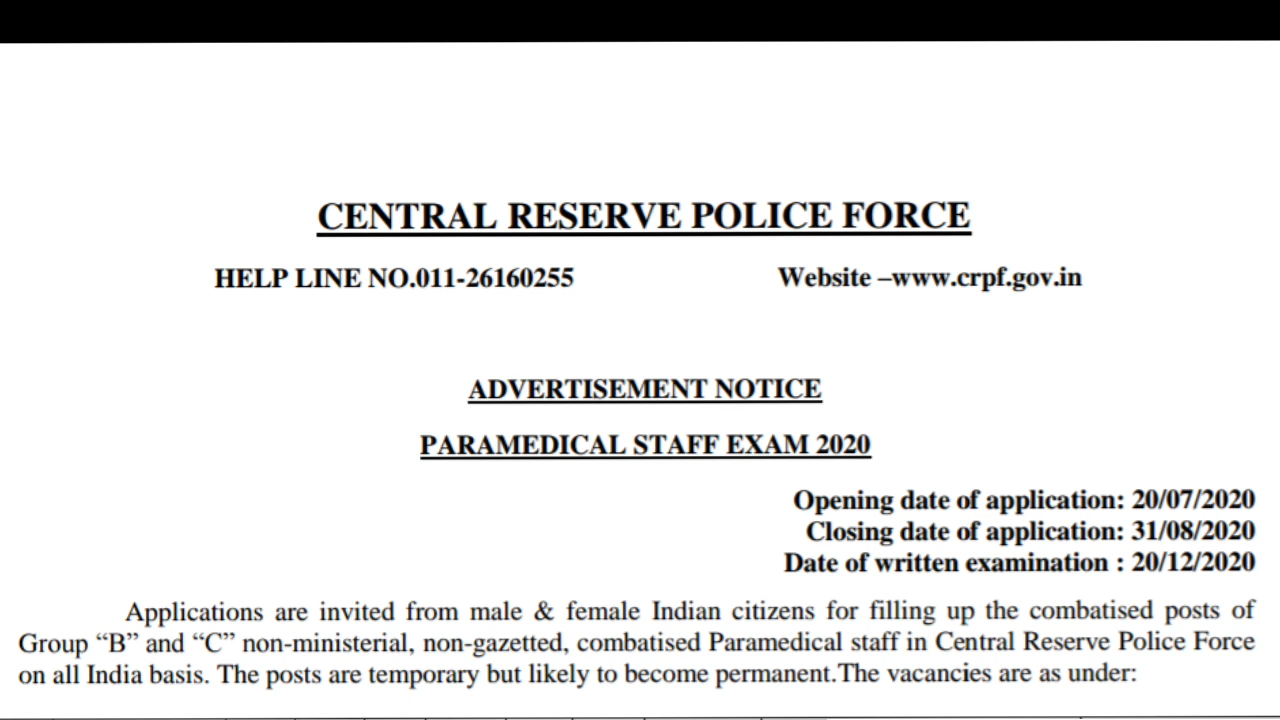 CENTRAL RESERVE POLICE FORCE
HELP LINE NO.011-26160255 Website –www.crpf.gov.in
ADVERTISEMENT NOTICE
PARAMEDICAL STAFF EXAM 2020
Opening date of application: 20/07/2020
Closing date of application: 31/08/2020
Date of written examination : 20/12/2020
Applications are invited from male & female Indian citizens for filling up the combatised posts of
Group “B” and “C” non-ministerial, non-gazetted, combatised Paramedical staff in Central Reserve Police Force
on all India basis. The posts are temporary but likely to become permanent.The vacancies are as under: